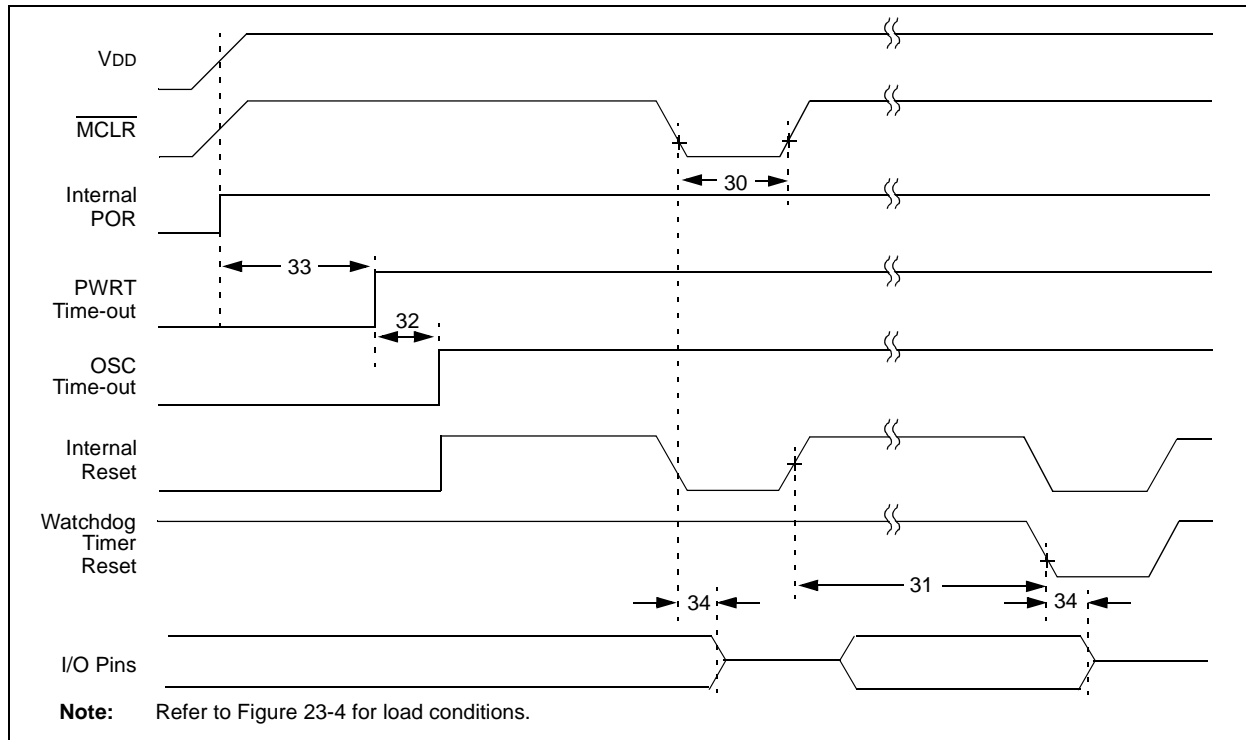 VDD
MCLR
30
Internal
POR
33
PWRT
Time-out
32
OSC
Time-out
Internal
Reset
Watchdog
Timer
Reset
31
34
34
I/O Pins
Note: Refer to Figure 23-4 for load conditions.